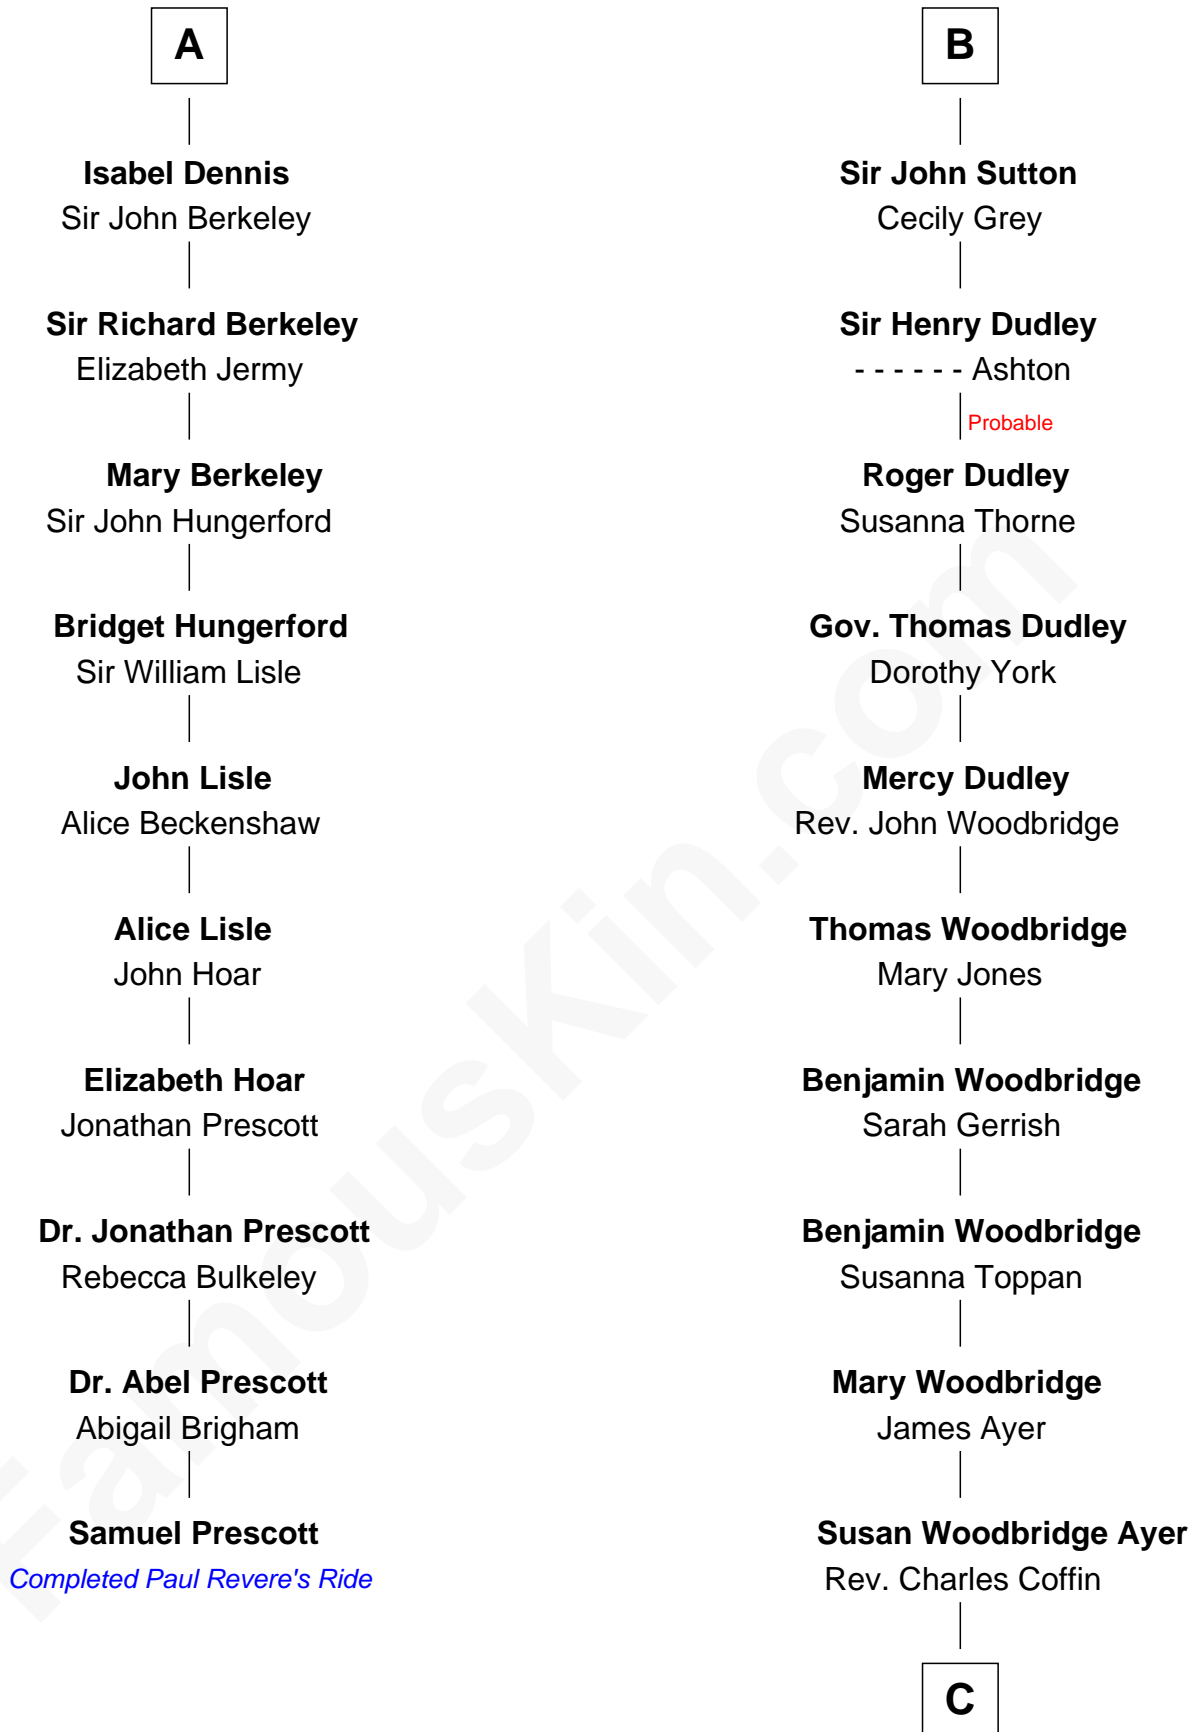 A
Isabel Dennis
Sir John Berkeley
Sir Richard Berkeley
Elizabeth Jermy
Mary Berkeley
Sir John Hungerford
Bridget Hungerford
Sir William Lisle
John Lisle
Alice Beckenshaw
Alice Lisle
John Hoar
Elizabeth Hoar
Jonathan Prescott
Dr. Jonathan Prescott
Rebecca Bulkeley
Dr. Abel Prescott
Abigail Brigham
Samuel Prescott
Completed Paul Revere's Ride
B
Sir John Sutton
Cecily Grey
Sir Henry Dudley
- - - - - - Ashton
Probable
Roger Dudley
Susanna Thorne
Gov. Thomas Dudley
Dorothy York
Mercy Dudley
Rev. John Woodbridge
Thomas Woodbridge
Mary Jones
Benjamin Woodbridge
Sarah Gerrish
Benjamin Woodbridge
Susanna Toppan
Mary Woodbridge
James Ayer
Susan Woodbridge Ayer
Rev. Charles Coffin
C
FamousKin.com